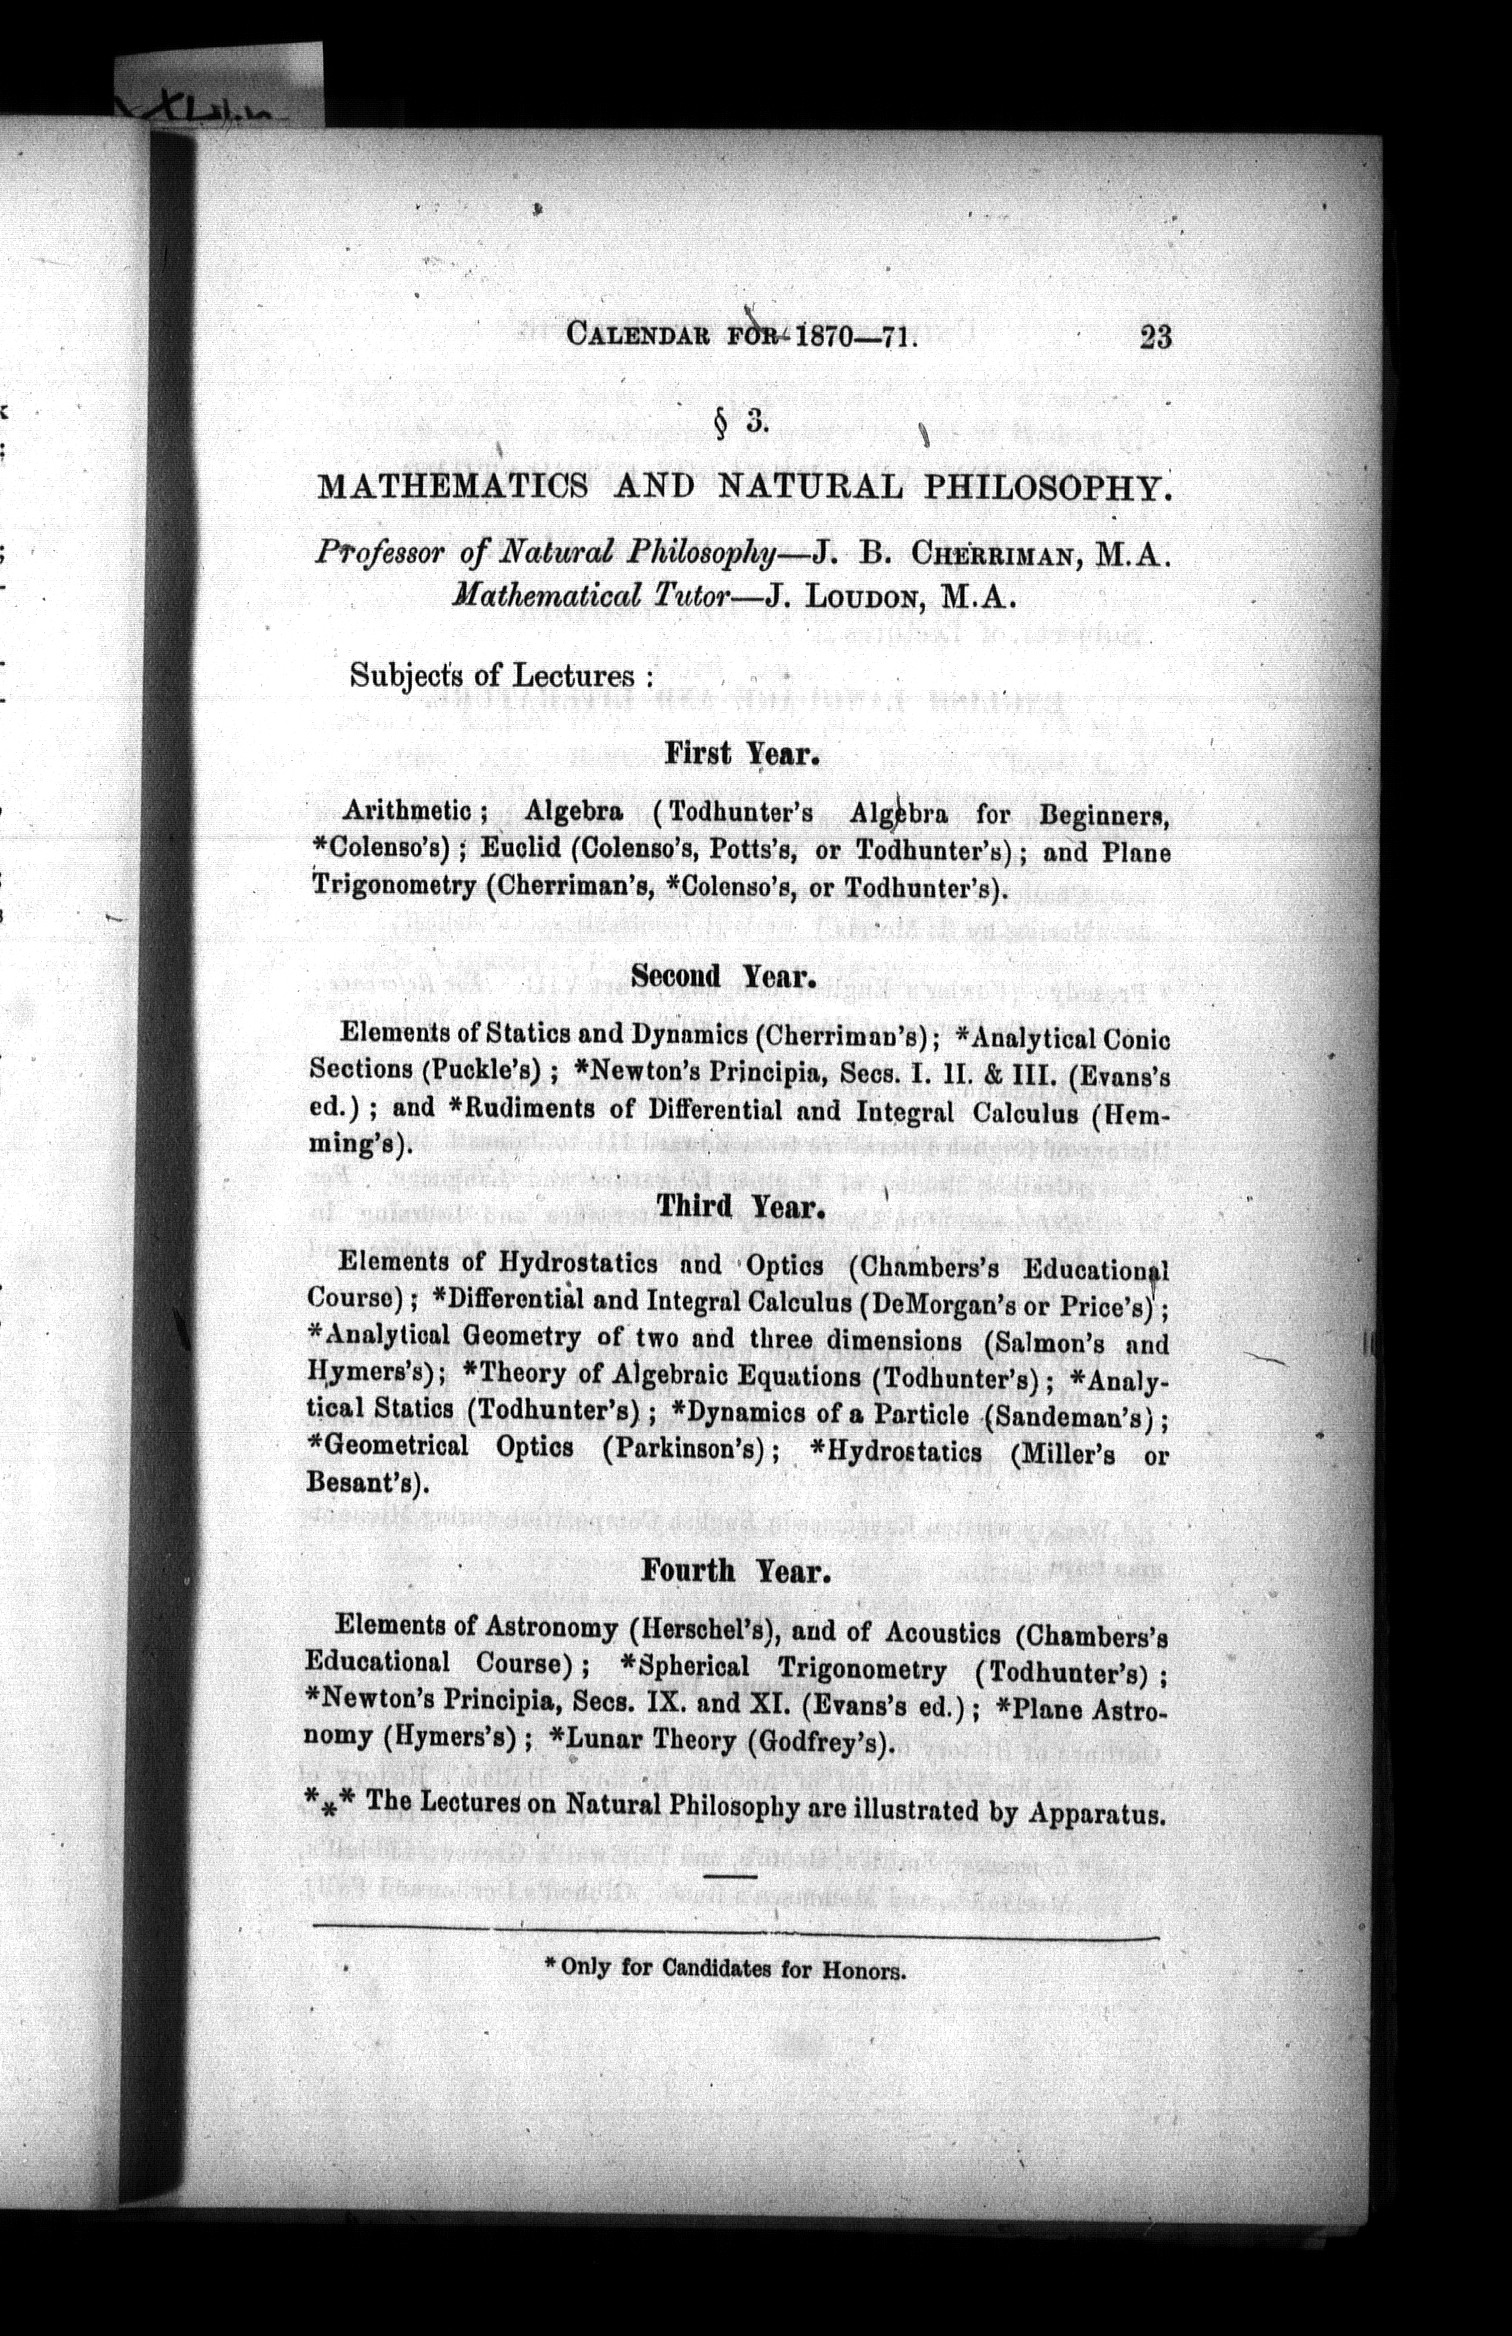 CALENDAR FOR 1870—71. 23
§ 3.
MATHEMATICS AND NATURAL PHILOSOPHY.
Professor of Natural Philosophy—J. B. CHERRIMAN, M.A.
Mathematical Tutor—J. LOUDON, M.A.
Subjects of Lectures :
First Year.
Arithmetic ; Algebra (Todhunter's Algebra for Beginners,
*Colenso's) ; Euclid (Colenso's, Potts's, or Todhunter's) ; and Plane
Trigonometry (Cherriman's, *Colenso's, or Todhunter's).
Second Year.
Elements of Statics and Dynamics (Cherriman's) ; *Analytical Conic
Sections (Puckle's) ; *Newton's Principia, Secs. I. II. & III. (Evans's
ed.) ; and *Rudiments of Differential and Integral Calculus (Hem-
ming's).
Third Year.
Elements of Hydrostatics and Optics (Chambers's Educational
Course) ; *Differential and Integral Calculus (DeMorgan's or Price's) ;
*Analytical Geometry of two and three dimensions (Salmon's and
Hymers's) ; *Theory of Algebraic Equations (Todhunter's) ; *Analy-
tical Statics (Todhunter's) ; *Dynamics of a Particle (Sandeman's) ;
*Geometrical Optics (Parkinson's) ; *Hydrostatics (Miller's or
Besant's).
Fourth Year.
Elements of Astronomy (Herschel's), and of Acoustics (Chambers's
Educational Course) ; *Spherical Trigonometry (Todhunter's) ;
*Newton's Principia, Secs. IX. and XI. (Evans's ed.) ; *Plane Astro-
nomy (Hymers's) ; *Lunar Theory (Godfrey's).
*** The Lectures on Natural Philosophy are illustrated by Apparatus.
* Only for Candidates for Honors.